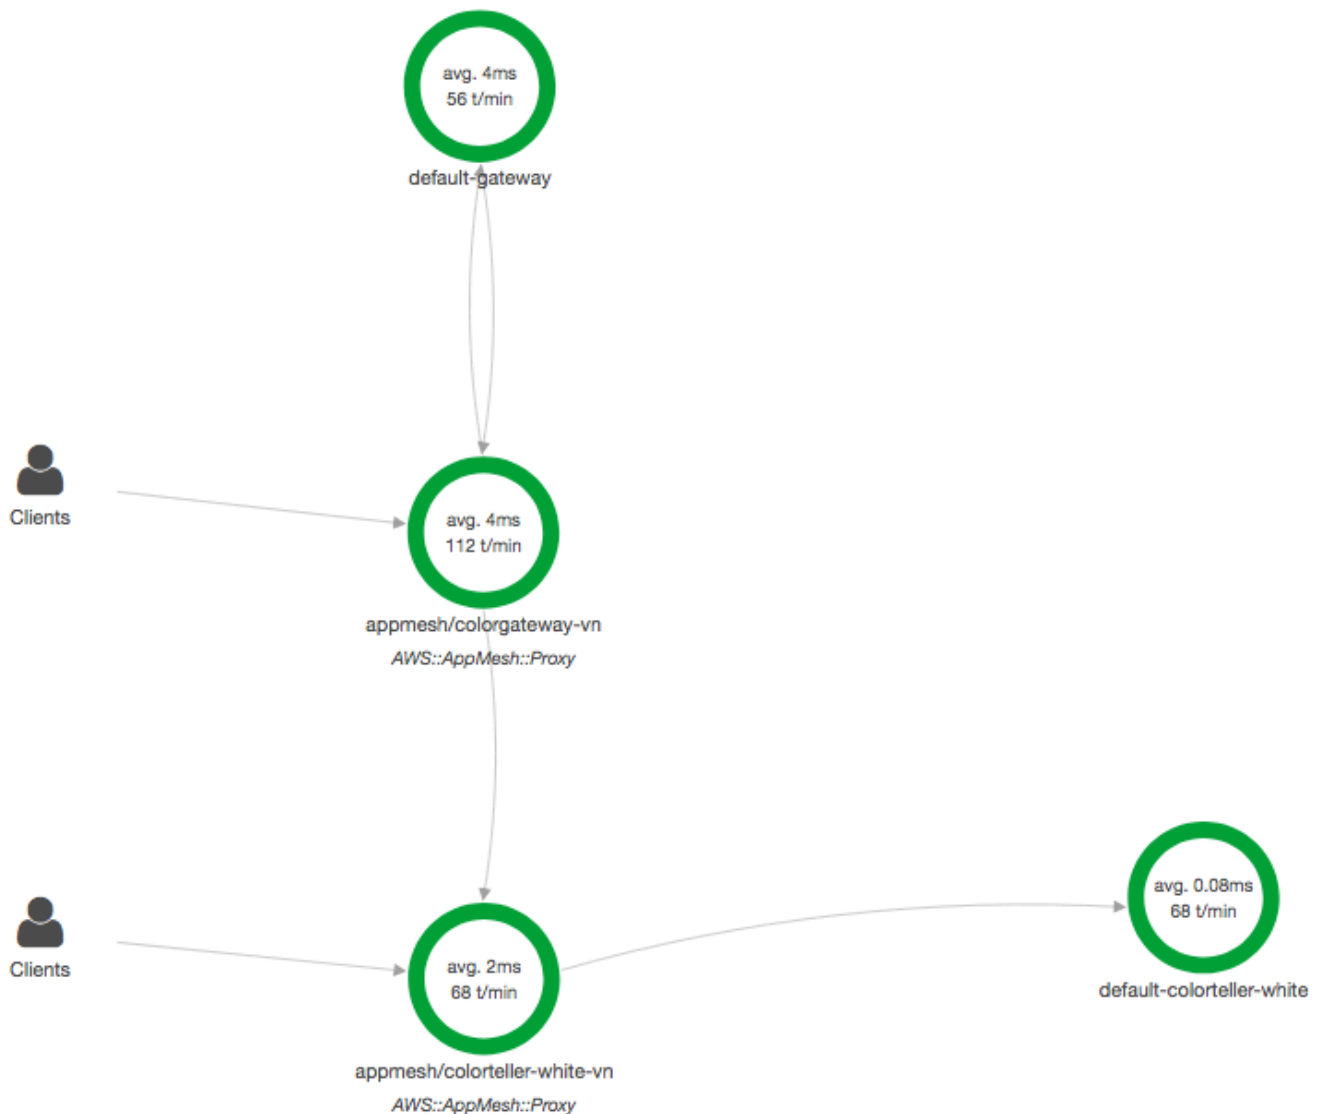 avg. 4ms
56 t/min
default-gateway
Clients
avg. 4ms
112 t/min
appmesh/colorgateway-vn
AWS::AppMesh::Proxy
Clients
avg. 2ms
68 t/min
appmesh/colorteller-white-vn
AWS::AppMesh::Proxy
avg. 0.08ms
68 t/min
default-colorteller-white